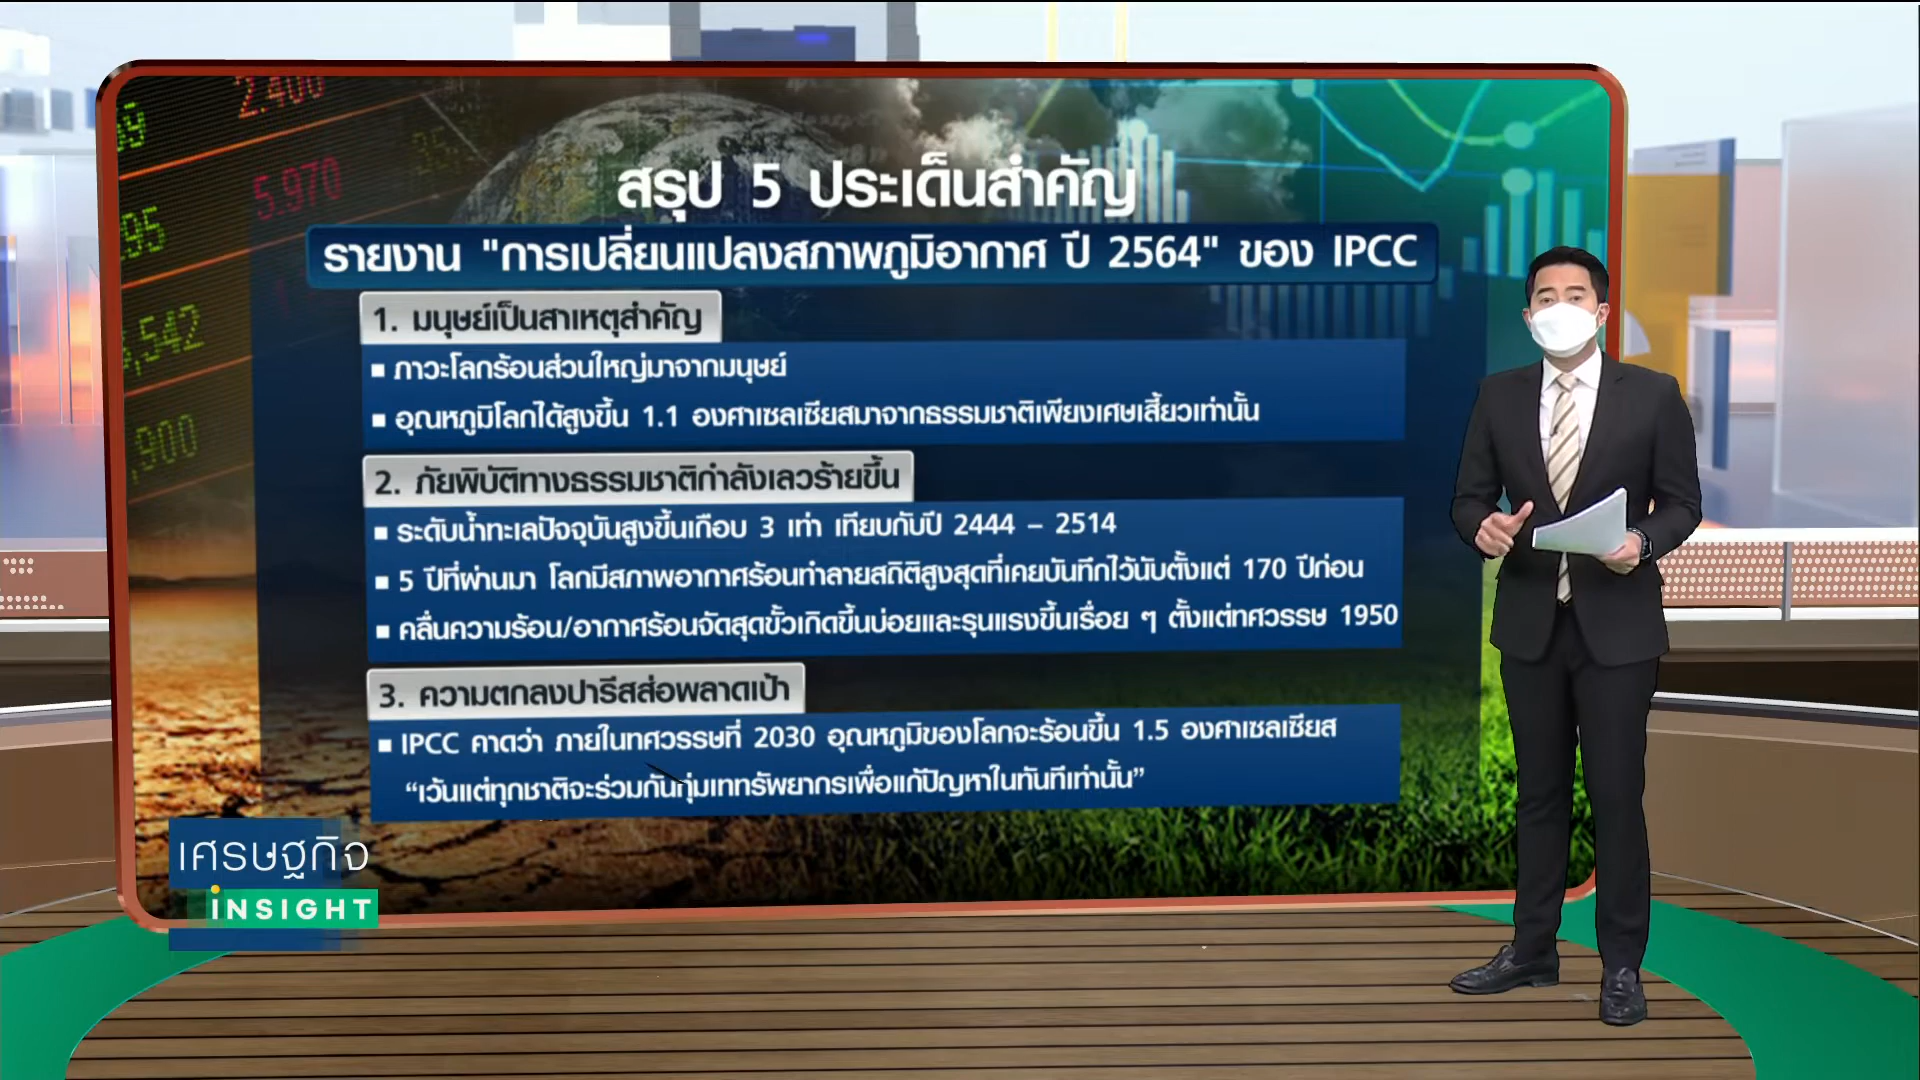 09
2.400
5.970
.95
,542
,900
สรุป 5 ประเด็นสำคัญ
รายงาน "การเปลี่ยนแปลงสภาพภูมิอากาศ ปี 2564" ของ IPCC
1. มนุษย์เป็นสาเหตุสำคัญ
▪ ภาวะโลกร้อนส่วนใหญ่มาจากมนุษย์
▪ อุณหภูมิโลกได้สูงขึ้น 1.1 องศาเซลเซียสมาจากธรรมชาติเพียงเศษเสี้ยวเท่านั้น
2. ภัยพิบัติทางธรรมชาติกำลังเลวร้ายขึ้น
▪ ระดับน้ำทะเลปัจจุบันสูงขึ้นเกือบ 3 เท่า เทียบกับปี 2444 – 2514
▪ 5 ปีที่ผ่านมา โลกมีสภาพอากาศร้อนทำลายสถิติสูงสุดที่เคยบันทึกไว้นับตั้งแต่ 170 ปีก่อน
▪ คลื่นความร้อน/อากาศร้อนจัดสุดขั้วเกิดขึ้นบ่อยและรุนแรงขึ้นเรื่อย ๆ ตั้งแต่ทศวรรษ 1950
3. ความตกลงปารีสส่อพลาดเป้า
▪ IPCC คาดว่า ภายในทศวรรษที่ 2030 อุณหภูมิของโลกจะร้อนขึ้น 1.5 องศาเซลเซียส
“เว้นแต่ทุกชาติจะร่วมกันทุ่มเททรัพยากรเพื่อแก้ปัญหาในทันทีเท่านั้น”
เศรษฐกิจ
INSIGHT